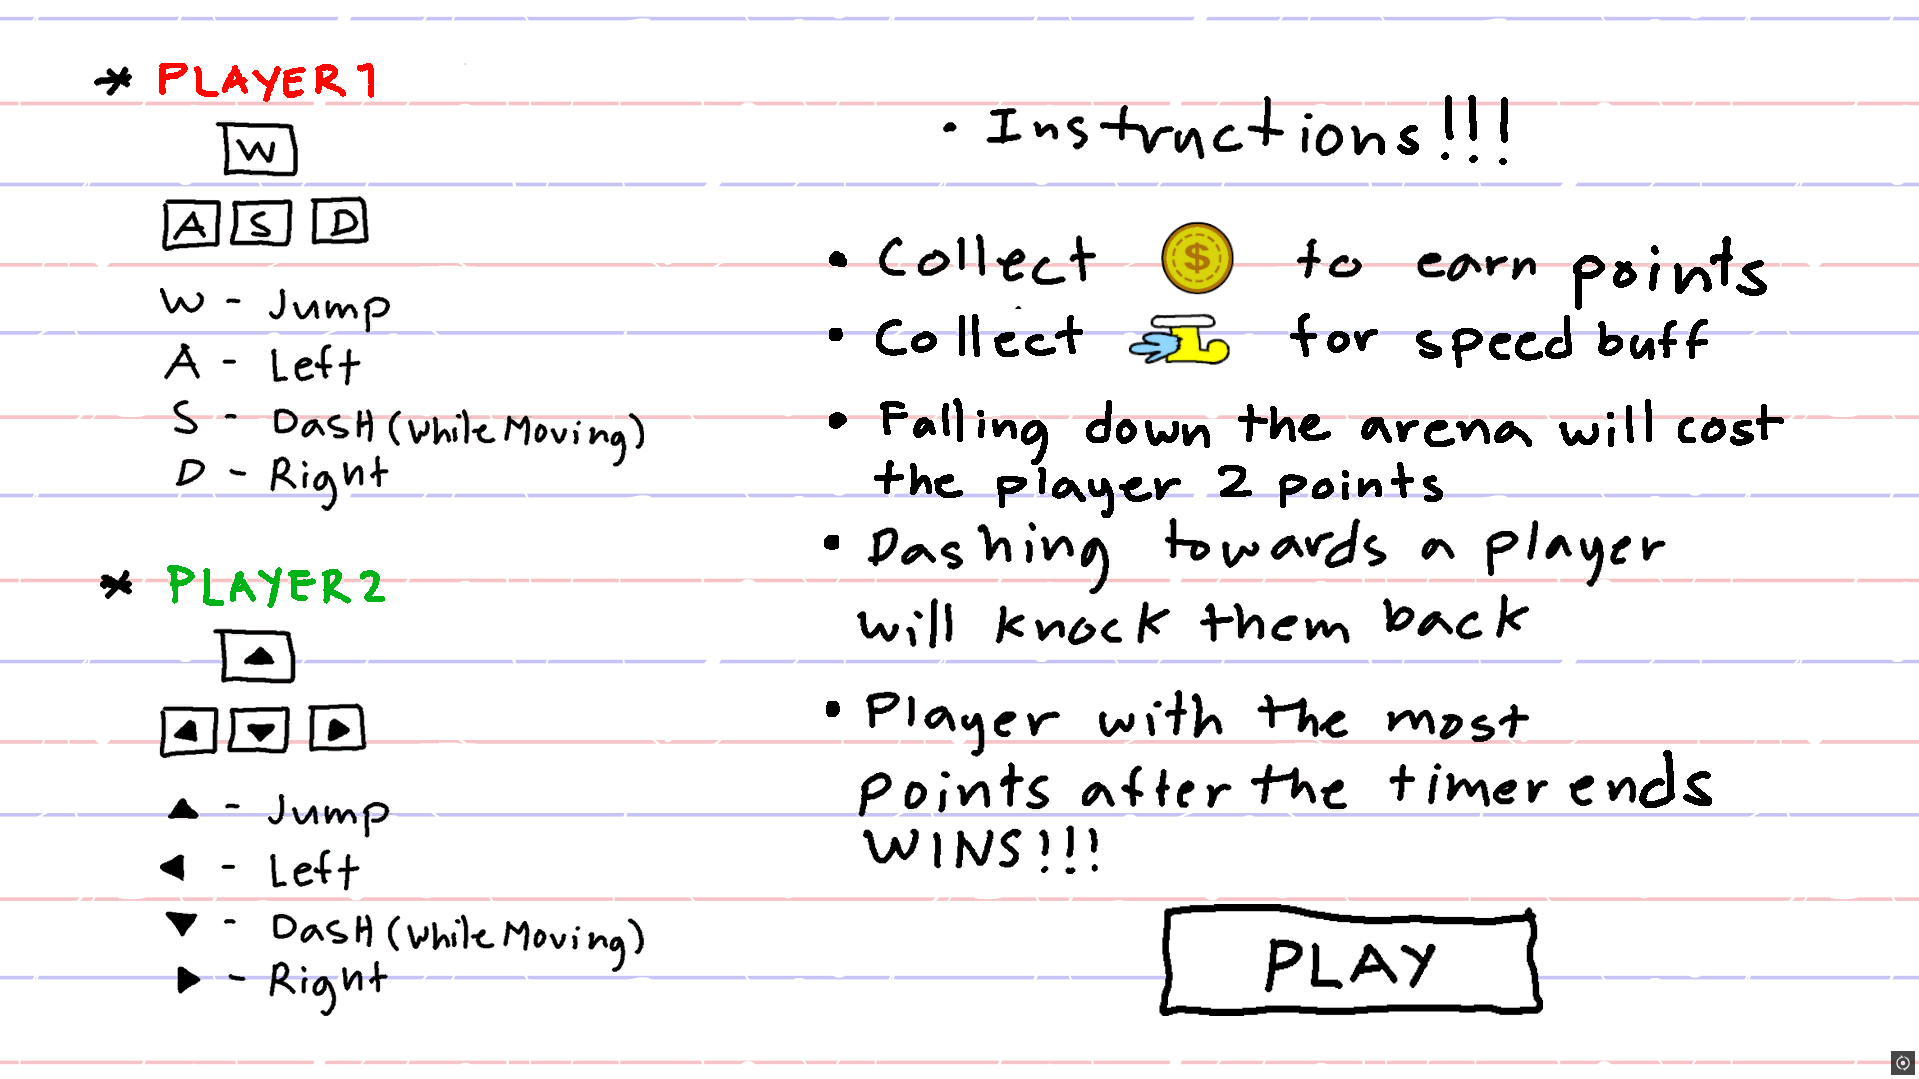 * PLAYER 1
W
A S D
W - Jump
A - Left
S - DasH (while Moving)
D - Right
* PLAYER 2
▲
◀ ▼ ▶
▲ - Jump
◀ - Left
▼ - DasH (while Moving)
▶ - Right
• Instructions!!!
• Collect $ to earn points
• Collect for speed buff
• Falling down the arena will cost
the player 2 points
• Dashing towards a player
will knock them back
• Player with the most
points after the timer ends
WINS!!!
PLAY